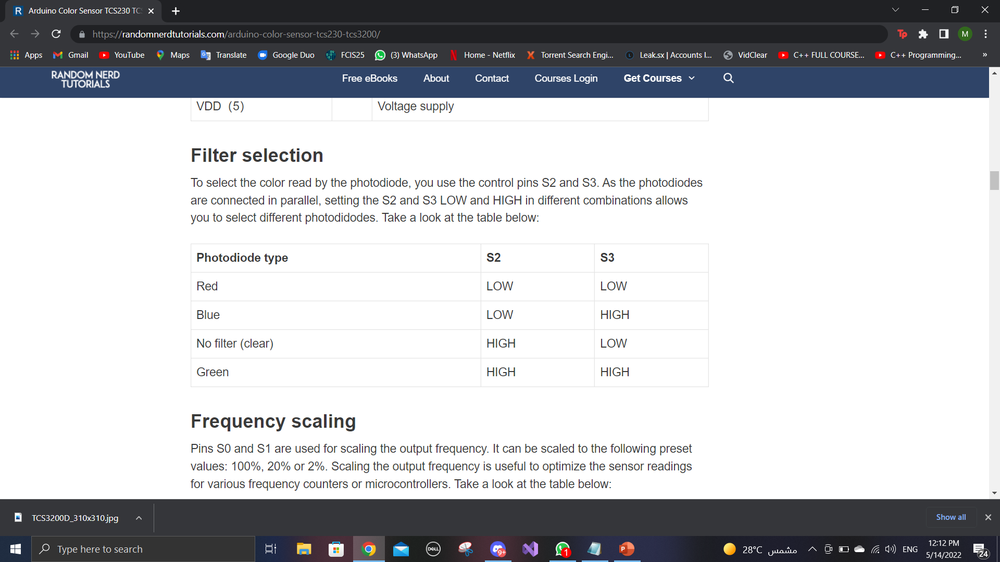 Arduino Color Sensor TCS230 TC
https://randomnerdtutorials.com/arduino-color-sensor-tcs230-tcs3200/
M
Apps Gmail YouTube Maps Translate Google Duo FCIS25 (3) WhatsApp Home - Netflix Torrent Search Engi... Leak.sx | Accounts l... VidClear C++ FULL COURSE... C++ Programming... »
RANDOM NERD
TUTORIALS
Free eBooks About Contact Courses Login Get Courses
VDD (5) Voltage supply
Filter selection
To select the color read by the photodiode, you use the control pins S2 and S3. As the photodiodes
are connected in parallel, setting the S2 and S3 LOW and HIGH in different combinations allows
you to select different photodidodes. Take a look at the table below:
Photodiode type S2 S3
Red LOW LOW
Blue LOW HIGH
No filter (clear) HIGH LOW
Green HIGH HIGH
Frequency scaling
Pins S0 and S1 are used for scaling the output frequency. It can be scaled to the following preset
values: 100%, 20% or 2%. Scaling the output frequency is useful to optimize the sensor readings
for various frequency counters or microcontrollers. Take a look at the table below:
TCS3200D_310x310.jpg
Show all
Type here to search
DELL
9+
1
28°C مشمس
ENG
12:12 PM
5/14/2022
24